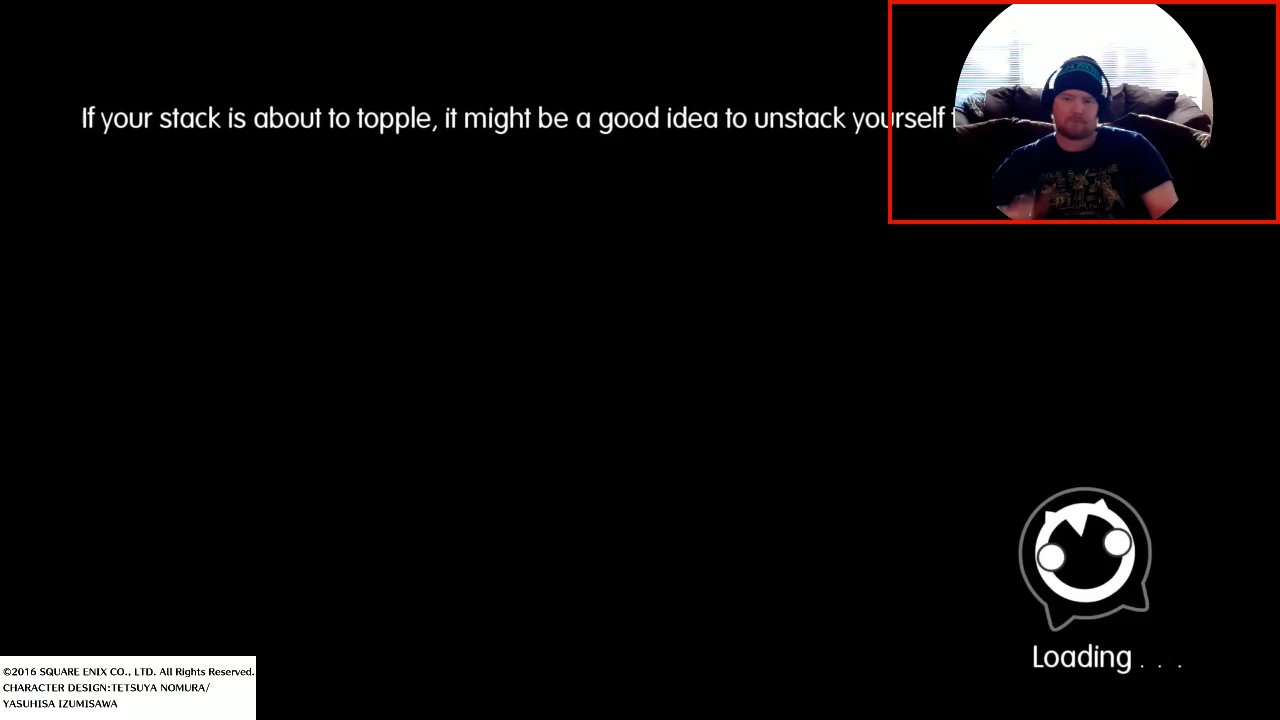 If your stack is about to topple, it might be a good idea to unstack yourself
Loading . . .
©2016 SQUARE ENIX CO., LTD. All Rights Reserved.
CHARACTER DESIGN:TETSUYA NOMURA/
YASUHISA IZUMISAWA